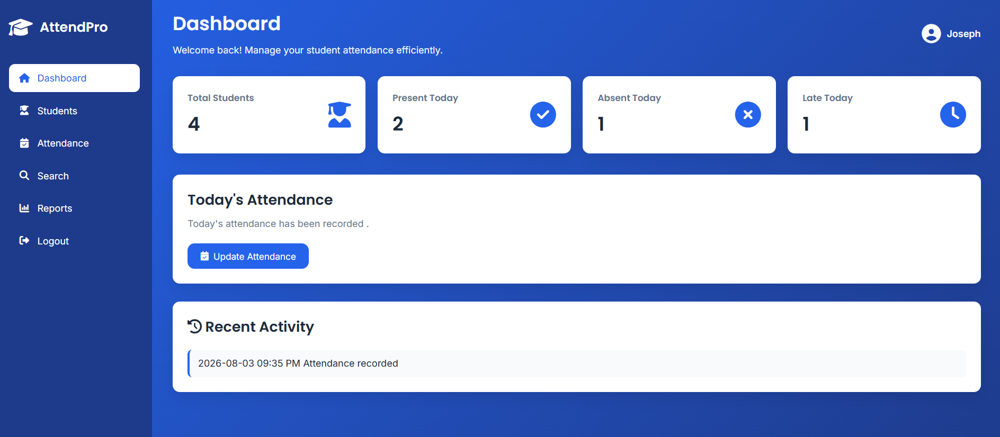 AttendPro
Dashboard
Students
Attendance
Search
Reports
Logout
Dashboard
Welcome back! Manage your student attendance efficiently.
Joseph
Total Students
4
Present Today
2
Absent Today
1
Late Today
1
Today's Attendance
Today's attendance has been recorded .
Update Attendance
Recent Activity
2026-08-03 09:35 PM Attendance recorded